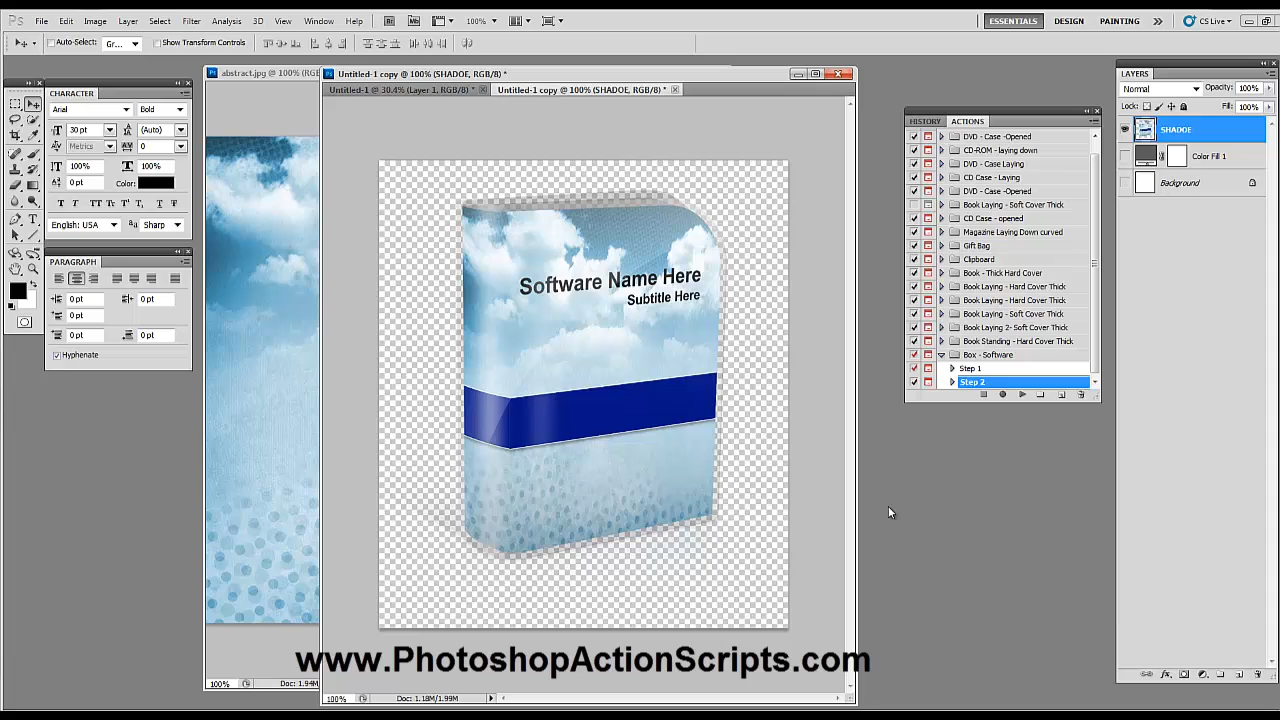 Ps File Edit Image Layer Select Filter Analysis 3D View Window Help Br Mb 100% ESSENTIALS DESIGN PAINTING CS Live
Auto-Select: Gr... Show Transform Controls
abstract.jpg @ 100% (RG
Untitled-1 copy @ 100% (SHADOE, RGB/8) *
Untitled-1 @ 30.4% (Layer 1, RGB/8) *
Untitled-1 copy @ 100% (SHADOE, RGB/8) *
CHARACTER
Arial Bold
30 pt (Auto)
Metrics 0
100% 100%
0 pt Color:
T T TT Tt T T T T
English: USA aa Sharp
PARAGRAPH
0 pt 0 pt
0 pt
0 pt 0 pt
Hyphenate
Software Name Here
Subtitle Here
HISTORY ACTIONS
DVD - Case -Opened
CD-ROM - laying down
DVD - Case Laying
CD Case - Laying
DVD - Case -Opened
Book Laying - Soft Cover Thick
CD Case - opened
Magazine Laying Down curved
Gift Bag
Clipboard
Book - Thick Hard Cover
Book Laying - Hard Cover Thick
Book Laying - Hard Cover Thick
Book Laying - Soft Cover Thick
Book Laying 2- Soft Cover Thick
Book Standing - Hard Cover Thick
Box - Software
Step 1
Step 2
LAYERS
Normal Opacity: 100%
Lock: Fill: 100%
SHADOE
Color Fill 1
Background
www.PhotoshopActionScripts.com
100% Doc: 1.94M/
100% Doc: 1.18M/1.99M